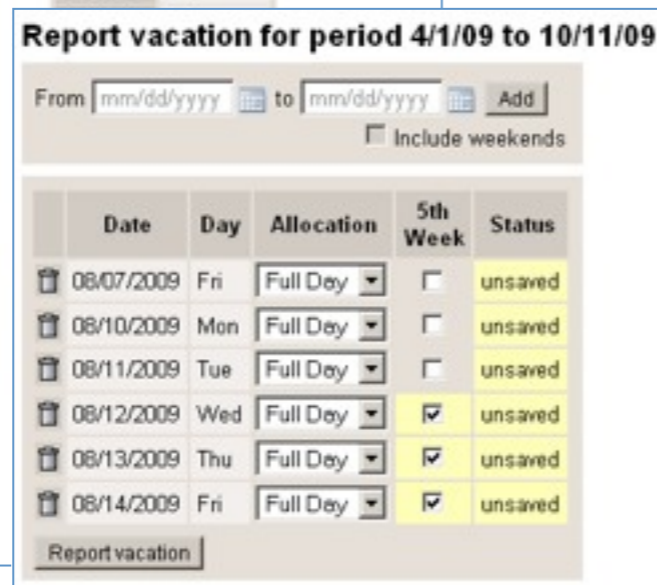 Report vacation for period 4/1/09 to 10/11/09
From mm/dd/yyyy to mm/dd/yyyy Add
Include weekends
Date Day Allocation 5th Week Status
08/07/2009 Fri Full Day unsaved
08/10/2009 Mon Full Day unsaved
08/11/2009 Tue Full Day unsaved
08/12/2009 Wed Full Day unsaved
08/13/2009 Thu Full Day unsaved
08/14/2009 Fri Full Day unsaved
Report vacation